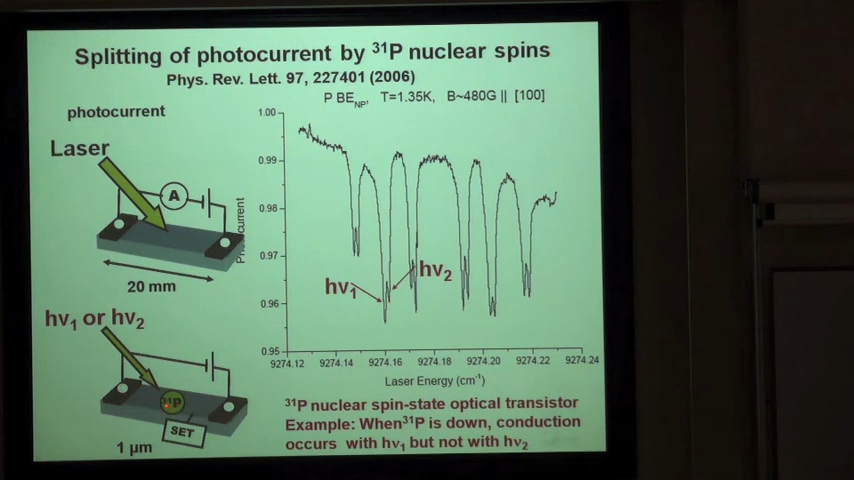 Splitting of photocurrent by ³¹P nuclear spins
Phys. Rev. Lett. 97, 227401 (2006)
P BE_NP, T=1.35K, B~480G || [100]
photocurrent
Laser
A
20 mm
hν₁ or hν₂
³¹P
SET
1 µm
1.00
0.99
0.98
0.97
0.96
0.95
hν₁
hν₂
9274.12 9274.14 9274.16 9274.18 9274.20 9274.22 9274.24
Laser Energy (cm⁻¹)
³¹P nuclear spin-state optical transistor
Example: When ³¹P is down, conduction
occurs with hν₁ but not with hν₂